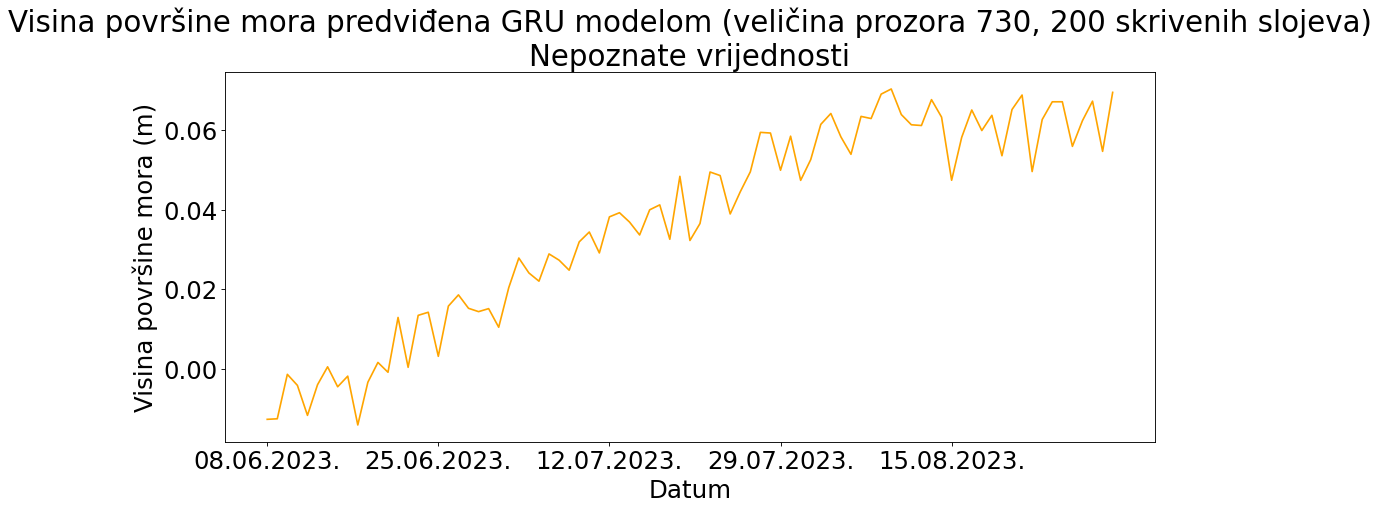 Visina površine mora predviđena GRU modelom (veličina prozora 730, 200 skrivenih slojeva)
Nepoznate vrijednosti
Visina površine mora (m)
0.06
0.04
0.02
0.00
08.06.2023. 25.06.2023. 12.07.2023. 29.07.2023. 15.08.2023.
Datum